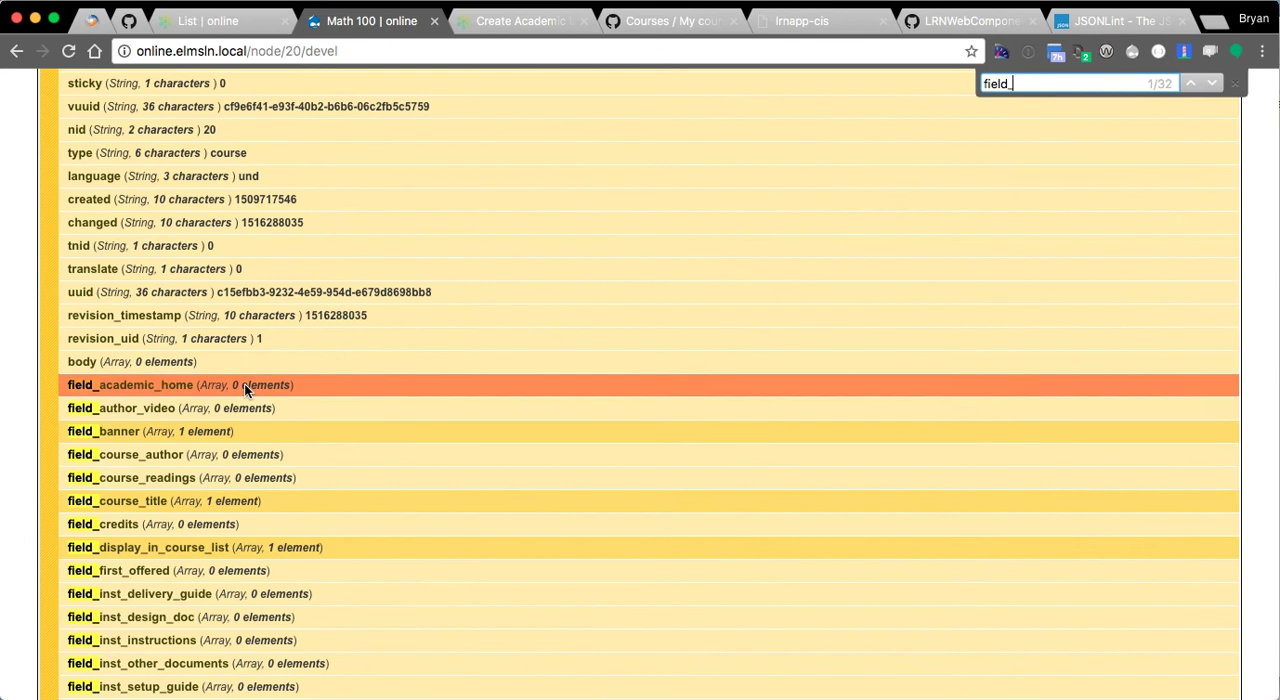 List | online
Math 100 | online
Create Academic
Courses / My cou
lrnapp-cis
LRNWebCompone
JSONLint - The JS
Bryan
online.elmsln.local/node/20/devel
7h
2
field_
1/32
sticky (String, 1 characters ) 0
vuuid (String, 36 characters ) cf9e6f41-e93f-40b2-b6b6-06c2fb5c5759
nid (String, 2 characters ) 20
type (String, 6 characters ) course
language (String, 3 characters ) und
created (String, 10 characters ) 1509717546
changed (String, 10 characters ) 1516288035
tnid (String, 1 characters ) 0
translate (String, 1 characters ) 0
uuid (String, 36 characters ) c15efbb3-9232-4e59-954d-e679d8698bb8
revision_timestamp (String, 10 characters ) 1516288035
revision_uid (String, 1 characters ) 1
body (Array, 0 elements)
field_academic_home (Array, 0 elements)
field_author_video (Array, 0 elements)
field_banner (Array, 1 element)
field_course_author (Array, 0 elements)
field_course_readings (Array, 0 elements)
field_course_title (Array, 1 element)
field_credits (Array, 0 elements)
field_display_in_course_list (Array, 1 element)
field_first_offered (Array, 0 elements)
field_inst_delivery_guide (Array, 0 elements)
field_inst_design_doc (Array, 0 elements)
field_inst_instructions (Array, 0 elements)
field_inst_other_documents (Array, 0 elements)
field_inst_setup_guide (Array, 0 elements)